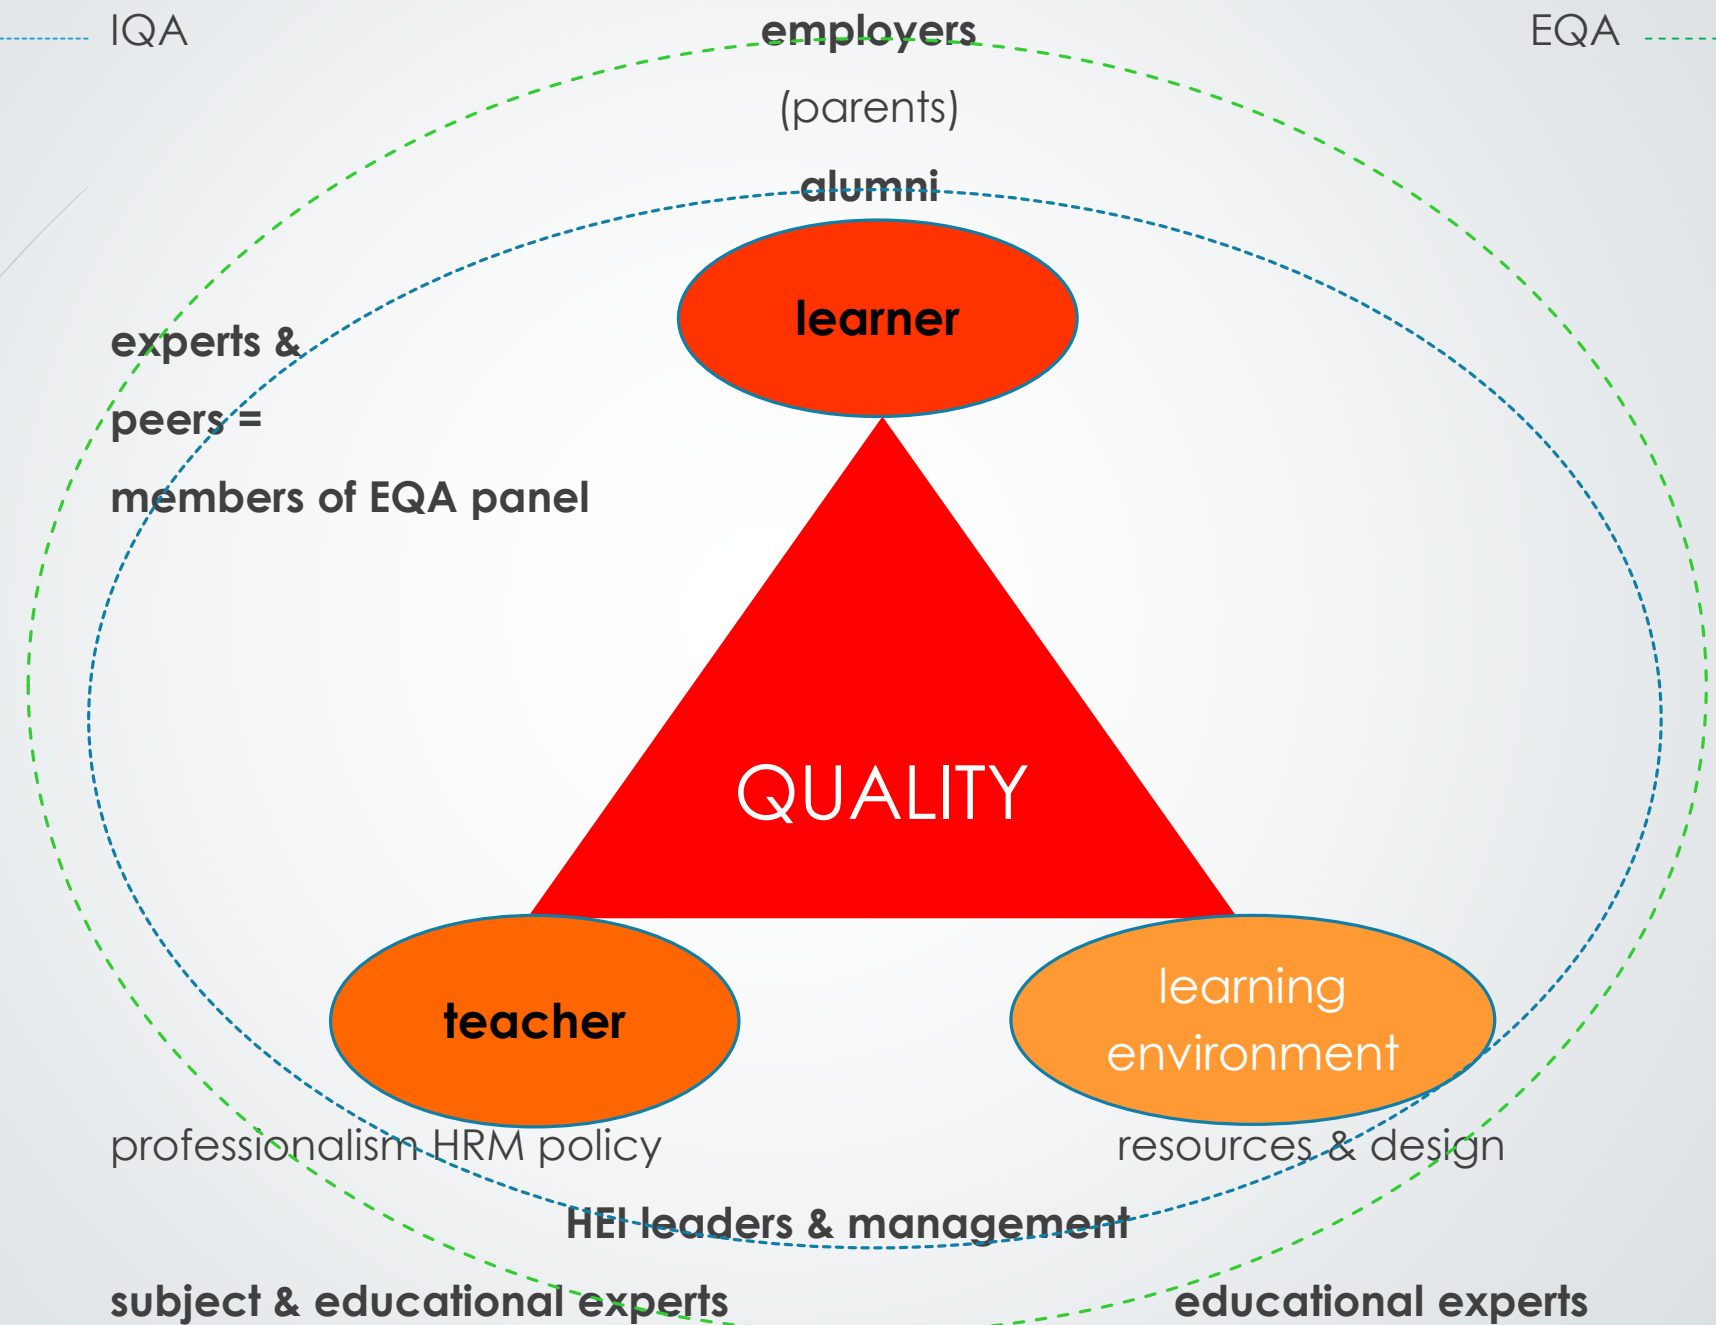 IQA employers EQA
(parents)
alumni
learner
experts &
peers =
members of EQA panel
QUALITY
learning
environment
teacher
professionalism HRM policy resources & design
HEI leaders & management
subject & educational experts educational experts